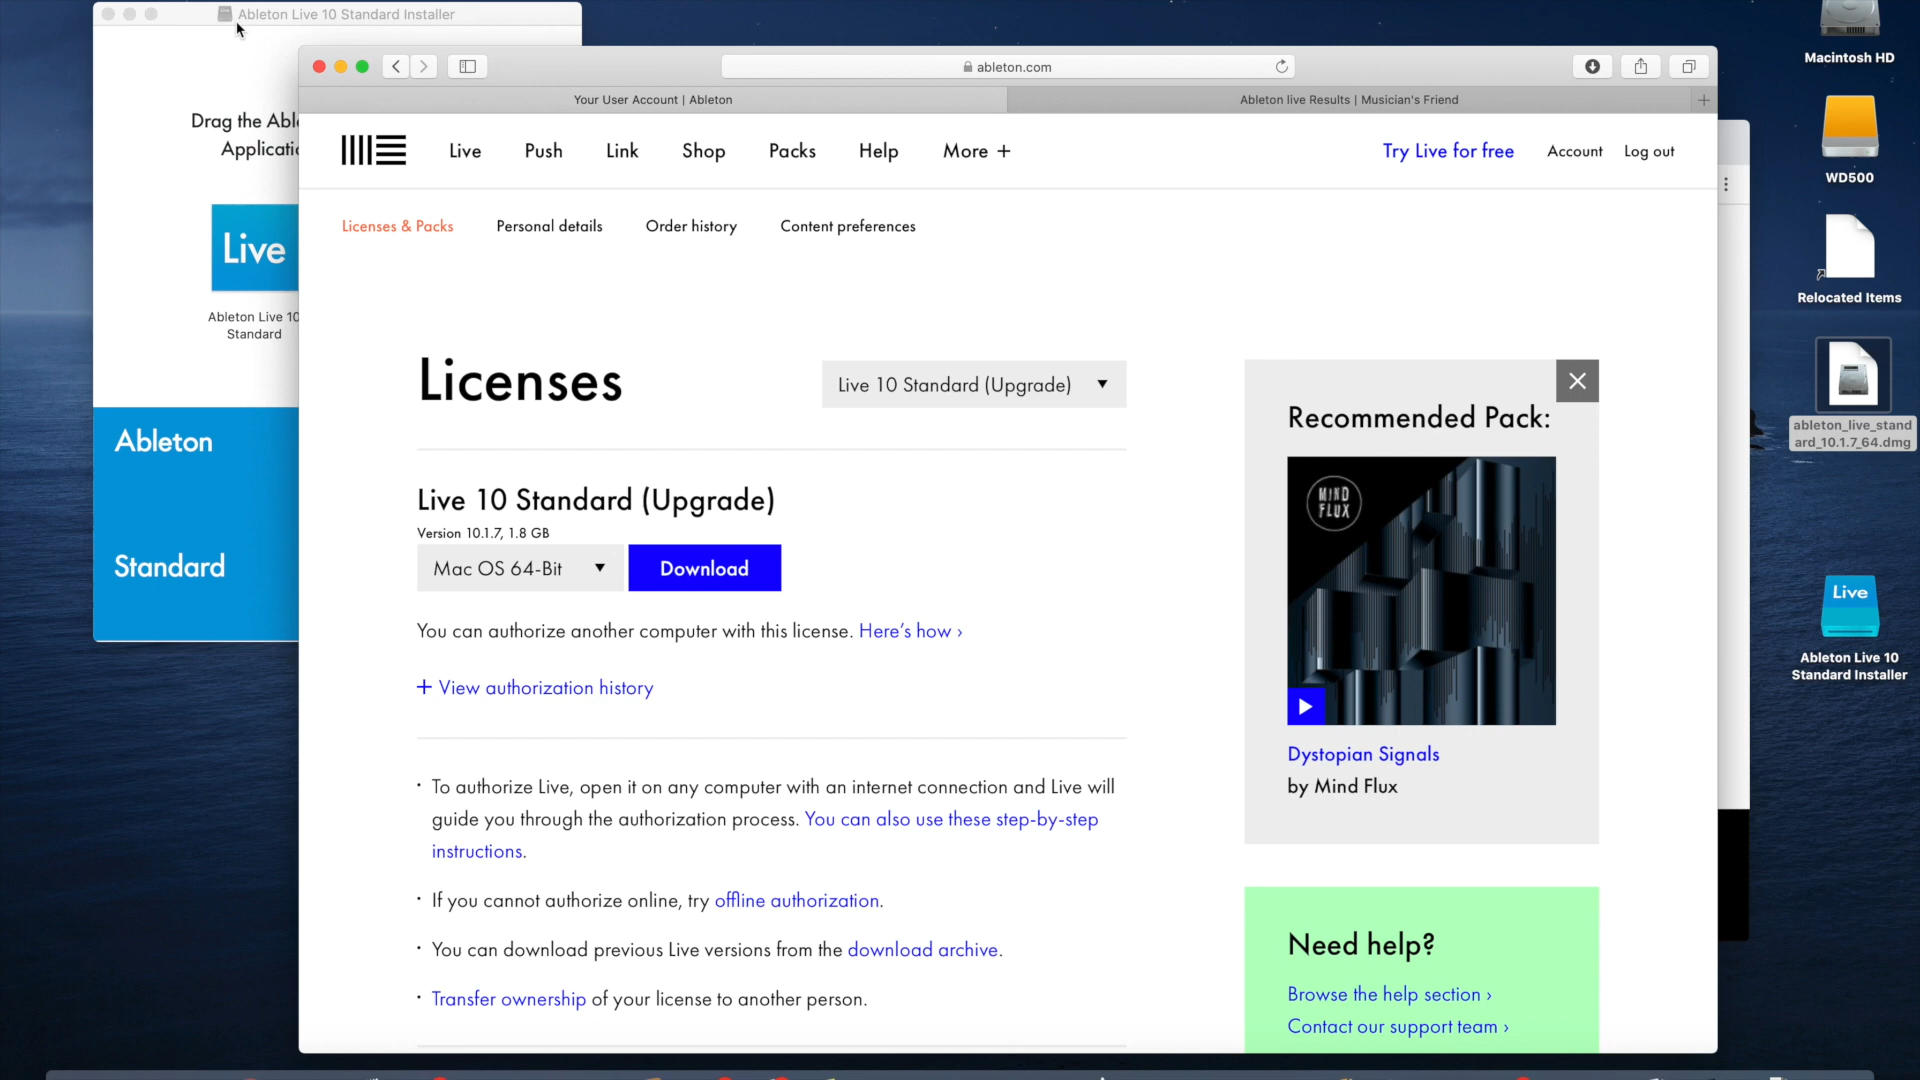 Ableton Live 10 Standard Installer
Drag the Abl
Applicatio
Live
Ableton Live 10
Standard
Ableton
Standard
ableton.com
Your User Account | Ableton
Ableton live Results | Musician's Friend
Live Push Link Shop Packs Help More +
Try Live for free Account Log out
Licenses & Packs Personal details Order history Content preferences
Licenses
Live 10 Standard (Upgrade)
Live 10 Standard (Upgrade)
Version 10.1.7, 1.8 GB
Mac OS 64-Bit
Download
You can authorize another computer with this license. Here's how ›
+ View authorization history
· To authorize Live, open it on any computer with an internet connection and Live will
guide you through the authorization process. You can also use these step-by-step
instructions.
· If you cannot authorize online, try offline authorization.
· You can download previous Live versions from the download archive.
· Transfer ownership of your license to another person.
Recommended Pack:
MIND
FLUX
Dystopian Signals
by Mind Flux
Need help?
Browse the help section ›
Contact our support team ›
Macintosh HD
WD500
Relocated Items
ableton_live_stand
ard_10.1.7_64.dmg
Live
Ableton Live 10
Standard Installer